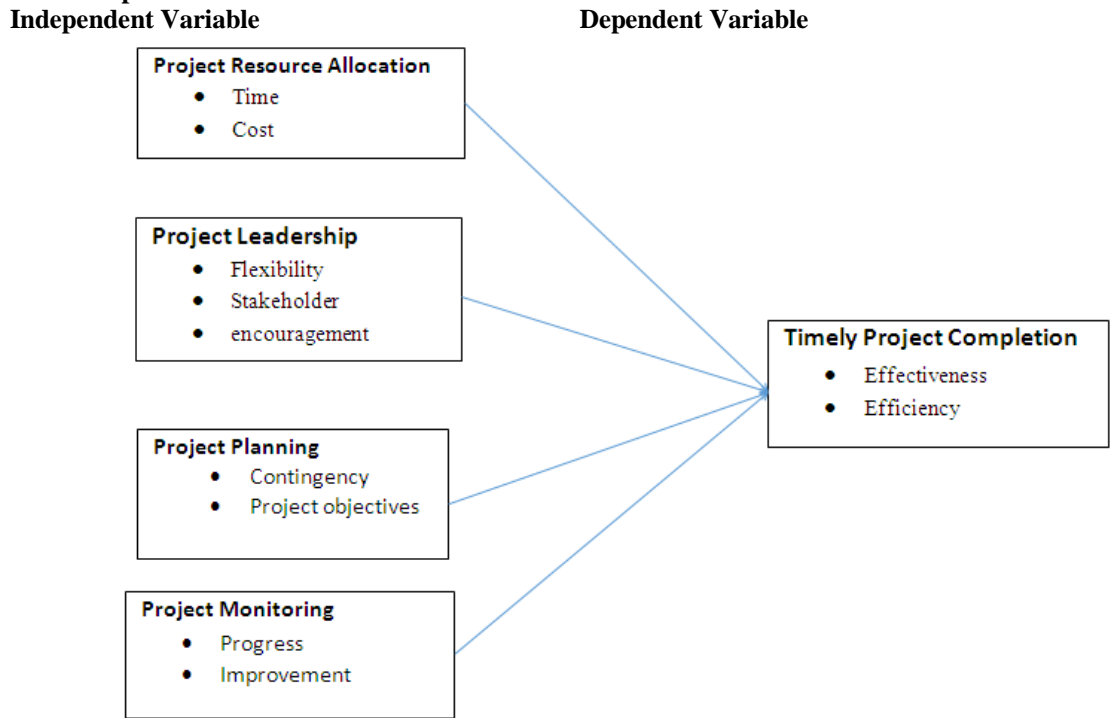 Independent Variable
Dependent Variable
Project Resource Allocation
• Time
• Cost
Project Leadership
• Flexibility
• Stakeholder
• encouragement
Project Planning
• Contingency
• Project objectives
Project Monitoring
• Progress
• Improvement
Timely Project Completion
• Effectiveness
• Efficiency